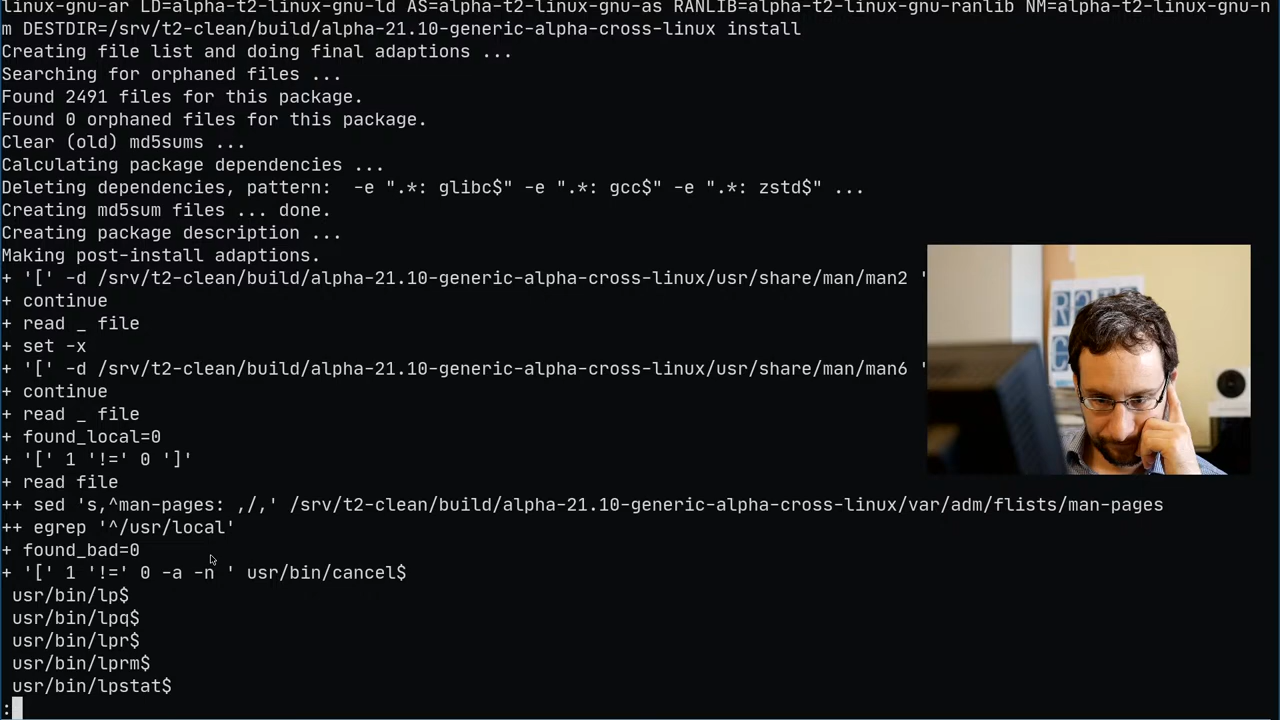 linux-gnu-ar LD=alpha-t2-linux-gnu-ld AS=alpha-t2-linux-gnu-as RANLIB=alpha-t2-linux-gnu-ranlib NM=alpha-t2-linux-gnu-n
m DESTDIR=/srv/t2-clean/build/alpha-21.10-generic-alpha-cross-linux install
Creating file list and doing final adaptions ...
Searching for orphaned files ...
Found 2491 files for this package.
Found 0 orphaned files for this package.
Clear (old) md5sums ...
Calculating package dependencies ...
Deleting dependencies, pattern:  -e ".*: glibc$" -e ".*: gcc$" -e ".*: zstd$" ...
Creating md5sum files ... done.
Creating package description ...
Making post-install adaptions.
+ '[' -d /srv/t2-clean/build/alpha-21.10-generic-alpha-cross-linux/usr/share/man/man2 '
+ continue
+ read _ file
+ set -x
+ '[' -d /srv/t2-clean/build/alpha-21.10-generic-alpha-cross-linux/usr/share/man/man6 '
+ continue
+ read _ file
+ found_local=0
+ '[' 1 '!=' 0 ']'
+ read file
++ sed 's,^man-pages: ,/,' /srv/t2-clean/build/alpha-21.10-generic-alpha-cross-linux/var/adm/flists/man-pages
++ egrep '^/usr/local'
+ found_bad=0
+ '[' 1 '!=' 0 -a -n ' usr/bin/cancel$
usr/bin/lp$
usr/bin/lpq$
usr/bin/lpr$
usr/bin/lprm$
usr/bin/lpstat$
: